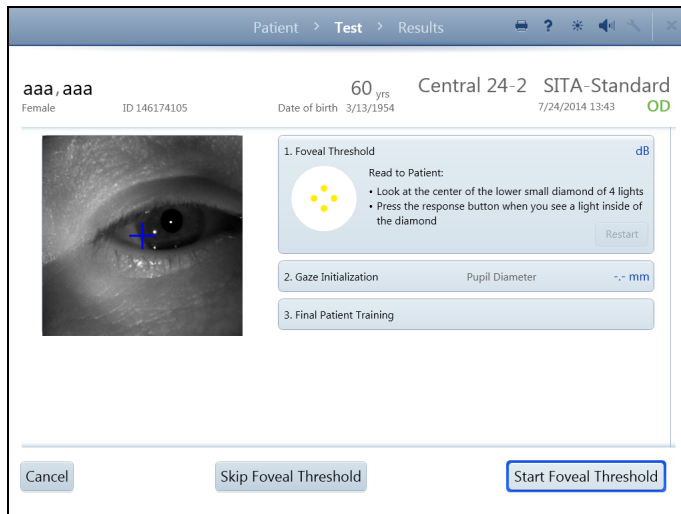 Patient > Test > Results ?
aaa, aaa 60 yrs Central 24-2 SITA-Standard
Female ID 146174105 Date of birth 3/13/1954 7/24/2014 13:43 OD
1. Foveal Threshold dB
Read to Patient:
• Look at the center of the lower small diamond of 4 lights
• Press the response button when you see a light inside of
the diamond
Restart
2. Gaze Initialization Pupil Diameter -.- mm
3. Final Patient Training
Cancel Skip Foveal Threshold Start Foveal Threshold